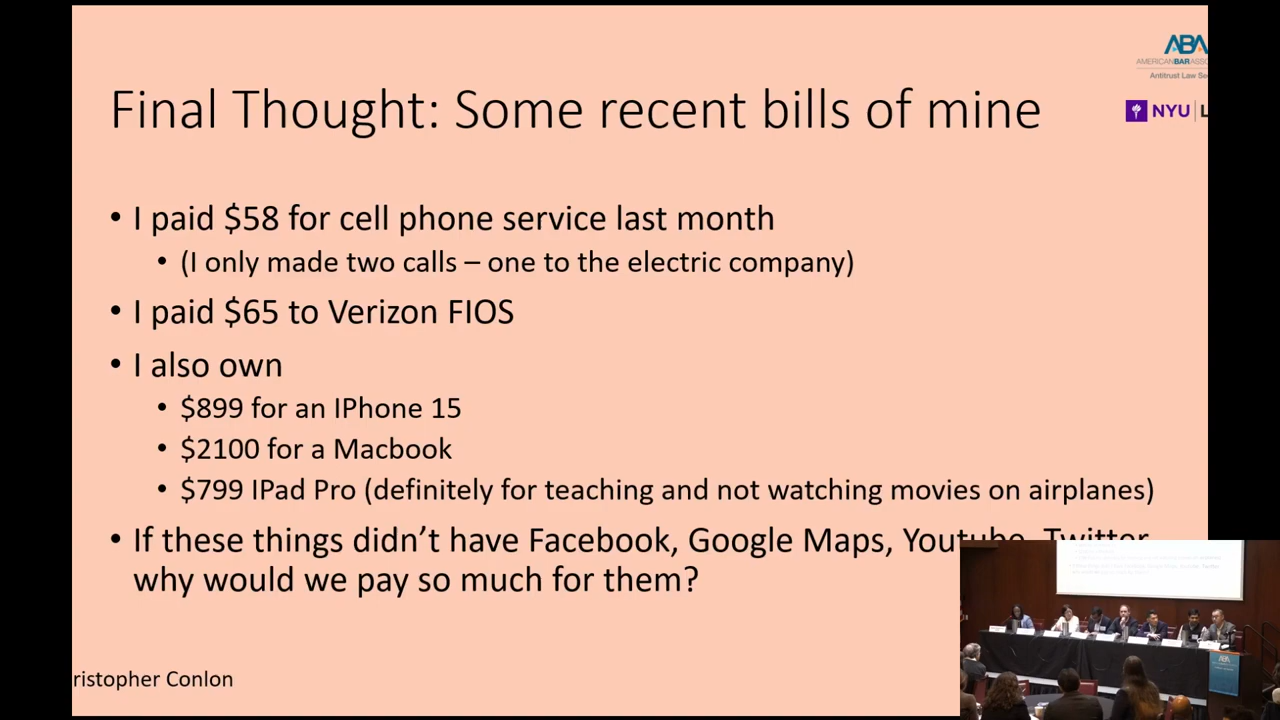 ABA
AMERICANBARASSO
Antitrust Law Se
NYU
Final Thought: Some recent bills of mine
• I paid $58 for cell phone service last month
• (I only made two calls – one to the electric company)
• I paid $65 to Verizon FIOS
• I also own
• $899 for an IPhone 15
• $2100 for a Macbook
• $799 IPad Pro (definitely for teaching and not watching movies on airplanes)
• If these things didn't have Facebook, Google Maps, Youtube, Twitter
why would we pay so much for them?
ristopher Conlon
ABA